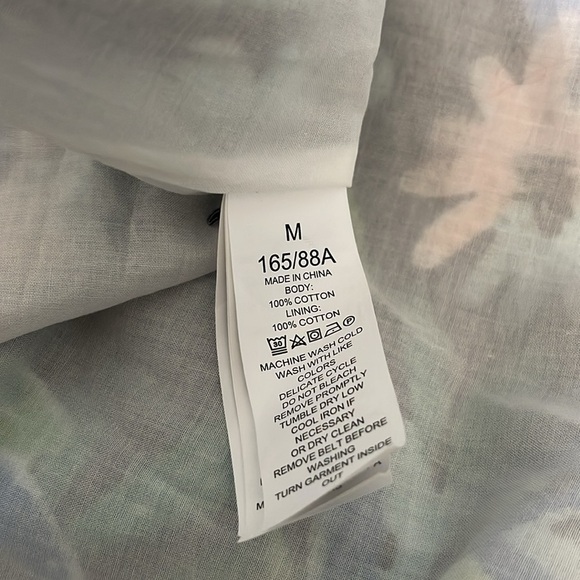 M
165/88A
MADE IN CHINA
BODY:
100% COTTON
LINING:
100% COTTON
30
P
MACHINE WASH COLD
WASH WITH LIKE
COLORS
DELICATE CYCLE
DO NOT BLEACH
REMOVE PROMPTLY
TUMBLE DRY LOW
COOL IRON IF
NECESSARY
OR DRY CLEAN
REMOVE BELT BEFORE
WASHING
TURN GARMENT INSIDE
OUT